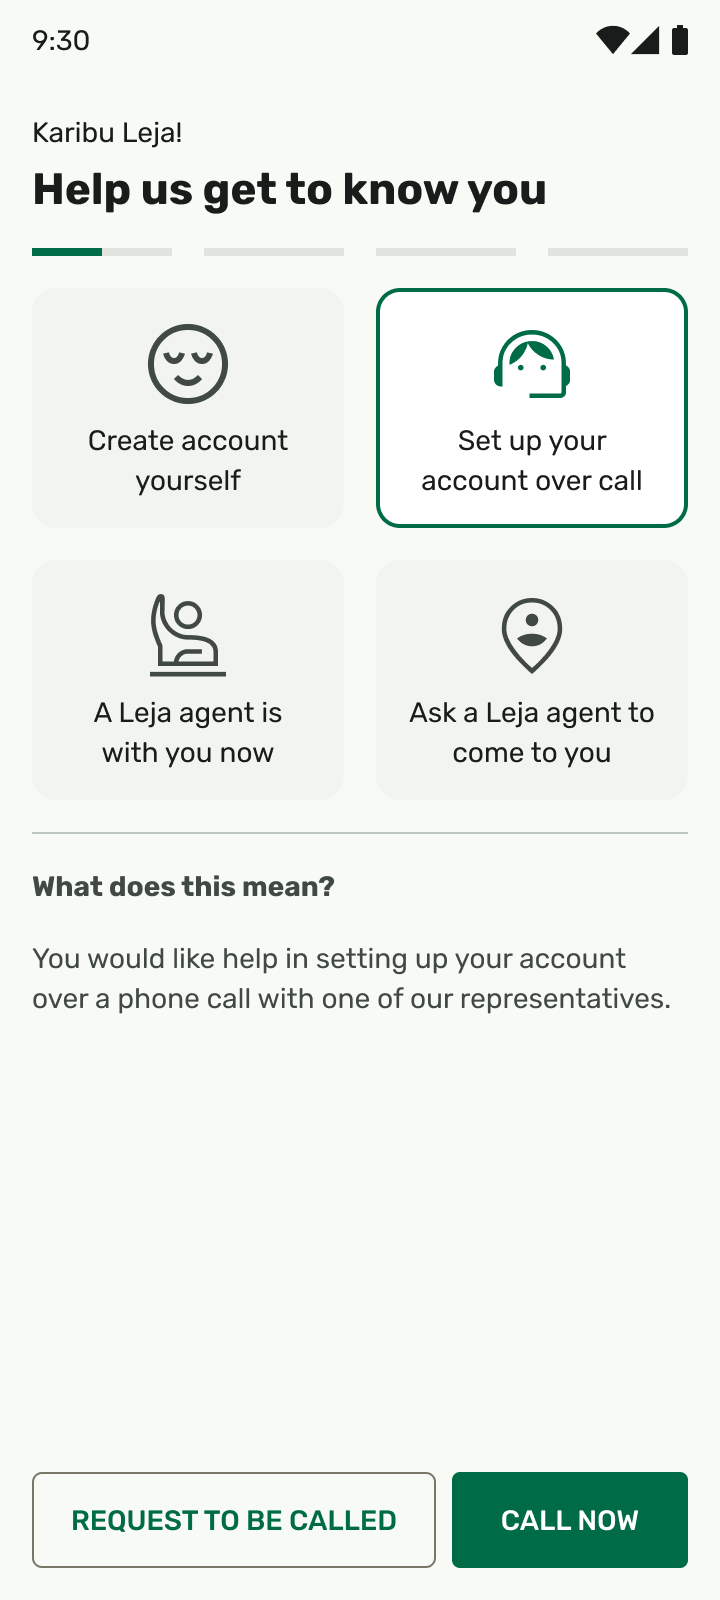 9:30
Karibu Leja!
Help us get to know you
Create account
yourself
Set up your
account over call
A Leja agent is
with you now
Ask a Leja agent to
come to you
What does this mean?
You would like help in setting up your account
over a phone call with one of our representatives.
REQUEST TO BE CALLED
CALL NOW